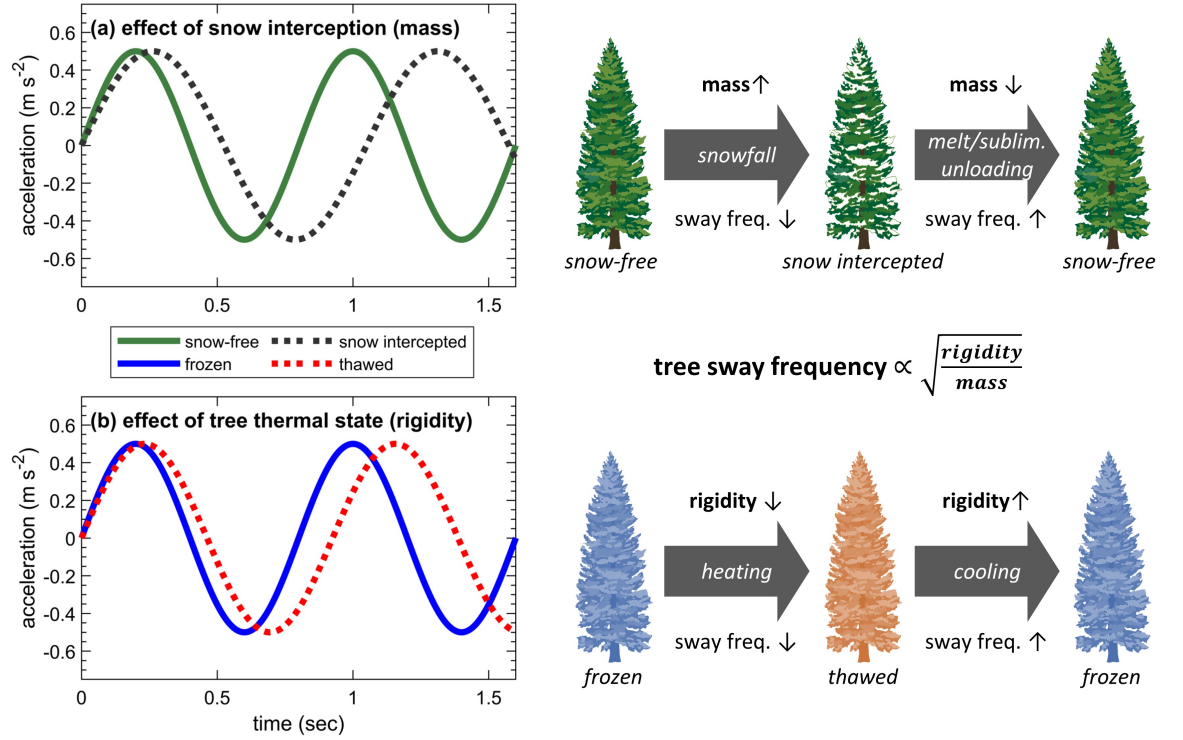 (a) effect of snow interception (mass)
acceleration (m s⁻²)
0.6
0.4
0.2
0
-0.2
-0.4
-0.6
0
0.5
1
1.5
snow-free
snow intercepted
frozen
thawed
(b) effect of tree thermal state (rigidity)
acceleration (m s⁻²)
0.6
0.4
0.2
0
-0.2
-0.4
-0.6
0
0.5
1
1.5
time (sec)
mass↑
snowfall
sway freq. ↓
mass ↓
melt/sublim.
unloading
sway freq. ↑
snow-free
snow intercepted
snow-free
tree sway frequency ∝ √(rigidity/mass)
rigidity ↓
heating
sway freq. ↓
rigidity↑
cooling
sway freq. ↑
frozen
thawed
frozen